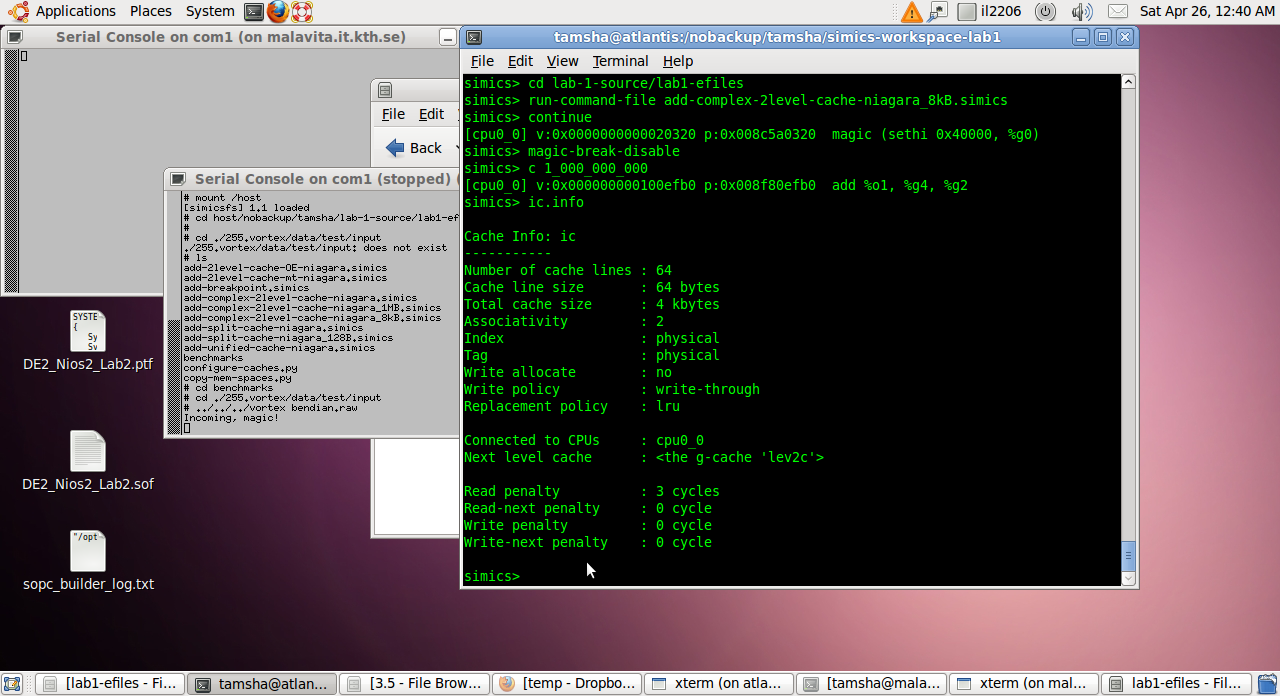 Applications Places System
il2206
Sat Apr 26, 12:40 AM
Serial Console on com1 (on malavita.it.kth.se)
File Edit
Back
Serial Console on com1 (stopped) (
# mount /host
[simicsfs] 1.1 loaded
# cd host/nobackup/tamsha/lab-1-source/lab1-ef
#
# cd ./255.vortex/data/test/input
./255.vortex/data/test/input: does not exist
# ls
add-2level-cache-OE-niagara.simics
add-2level-cache-mt-niagara.simics
add-breakpoint.simics
add-complex-2level-cache-niagara.simics
add-complex-2level-cache-niagara_1MB.simics
add-complex-2level-cache-niagara_8kB.simics
add-split-cache-niagara.simics
add-split-cache-niagara_128B.simics
add-unified-cache-niagara.simics
benchmarks
configure-caches.py
copy-mem-spaces.py
# cd benchmarks
# cd ./255.vortex/data/test/input
# ../../../vortex bendian.raw
Incoming, magic!
tamsha@atlantis:/nobackup/tamsha/simics-workspace-lab1
File Edit View Terminal Help
simics> cd lab-1-source/lab1-efiles
simics> run-command-file add-complex-2level-cache-niagara_8kB.simics
simics> continue
[cpu0_0] v:0x0000000000020320 p:0x008c5a0320 magic (sethi 0x40000, %g0)
simics> magic-break-disable
simics> c 1_000_000_000
[cpu0_0] v:0x000000000100efb0 p:0x008f80efb0 add %o1, %g4, %g2
simics> ic.info
Cache Info: ic
-----------
Number of cache lines : 64
Cache line size : 64 bytes
Total cache size : 4 kbytes
Associativity : 2
Index : physical
Tag : physical
Write allocate : no
Write policy : write-through
Replacement policy : lru
Connected to CPUs : cpu0_0
Next level cache : <the g-cache 'lev2c'>
Read penalty : 3 cycles
Read-next penalty : 0 cycle
Write penalty : 0 cycle
Write-next penalty : 0 cycle
simics>
SYSTE
{
Sy
Sv
DE2_Nios2_Lab2.ptf
DE2_Nios2_Lab2.sof
"/opt
sopc_builder_log.txt
[lab1-efiles - Fi...
tamsha@atlan...
[3.5 - File Brow...
[temp - Dropbo...
xterm (on atla...
[tamsha@mala...
xterm (on mal...
lab1-efiles - Fil...